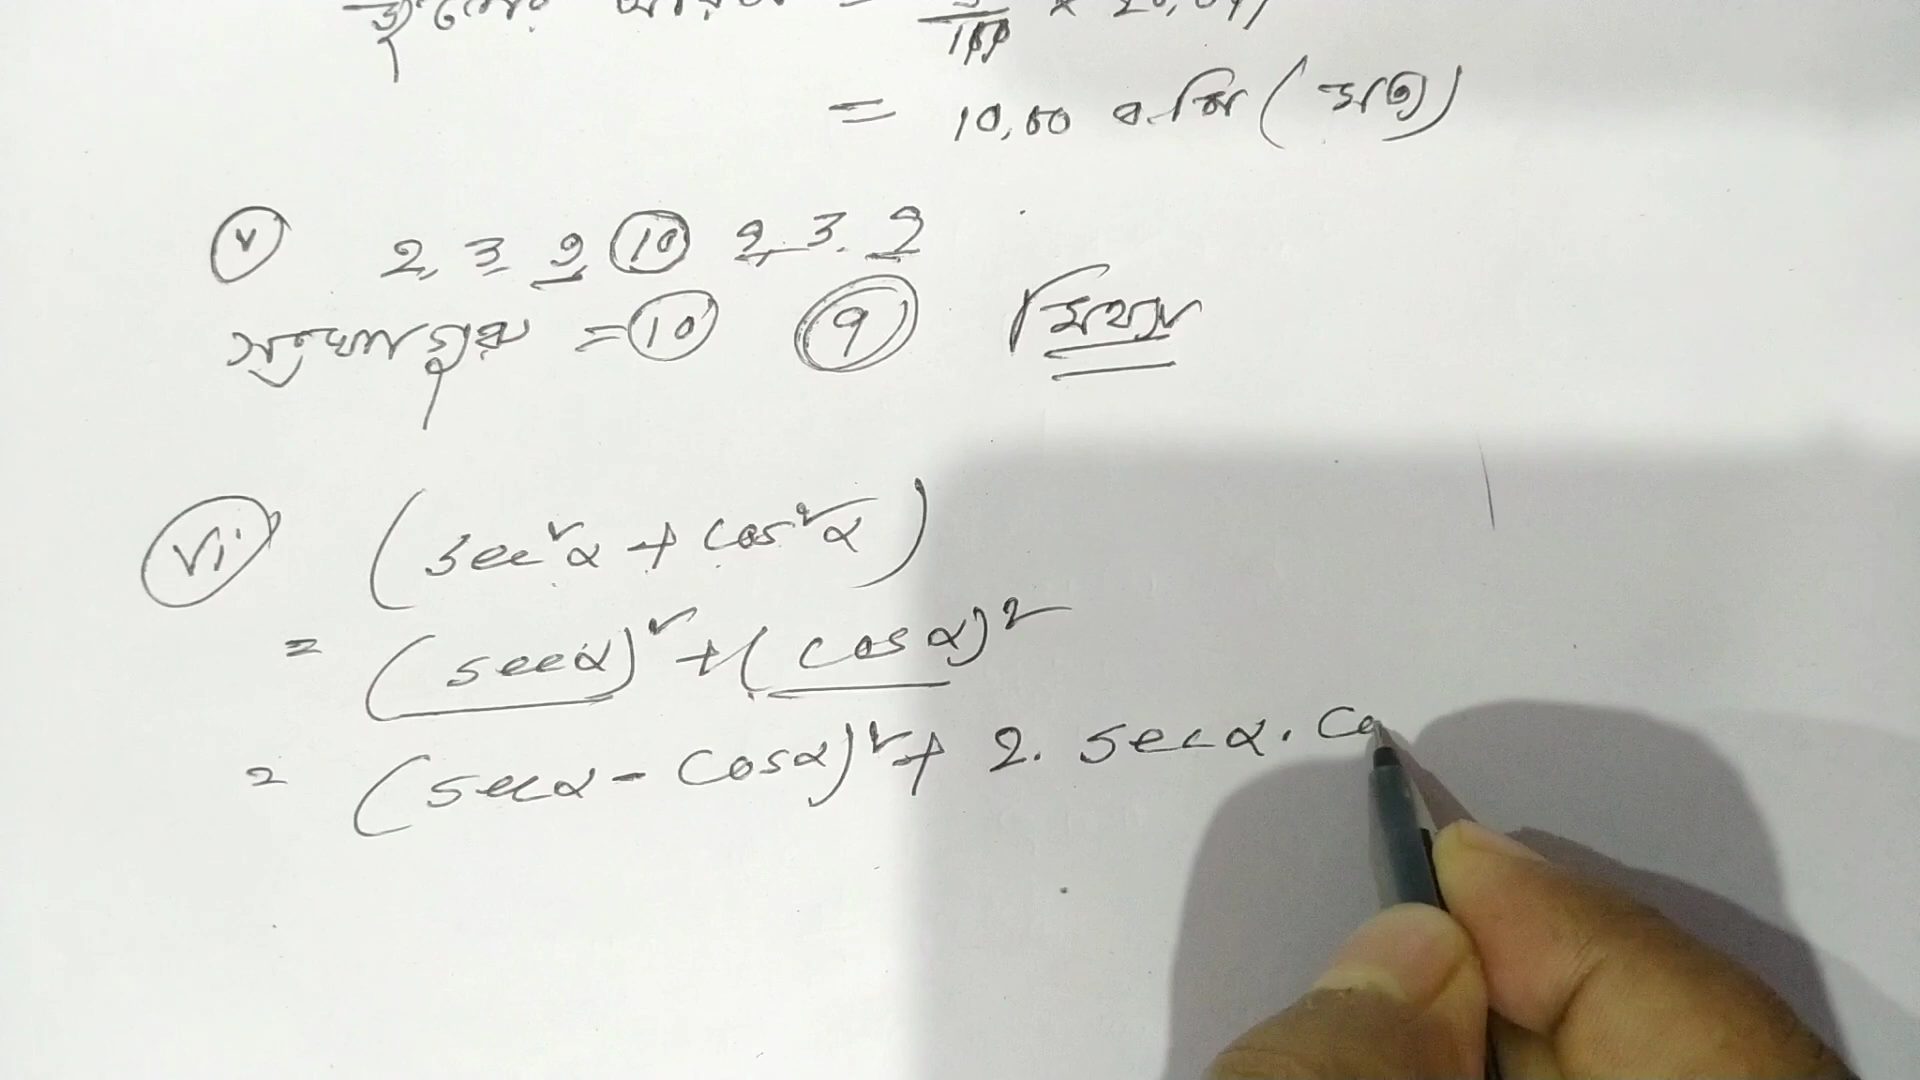 = 10,00 ব.মি (সত্য)
v 2, 3, 9, 10 2, 3, 2
সংখ্যাগুরু = 10 9 মিথ্যা
vi (sec²α + cos²α)
= (secα)² + (cosα)²
= (secα - cosα)² + 2. secα. co